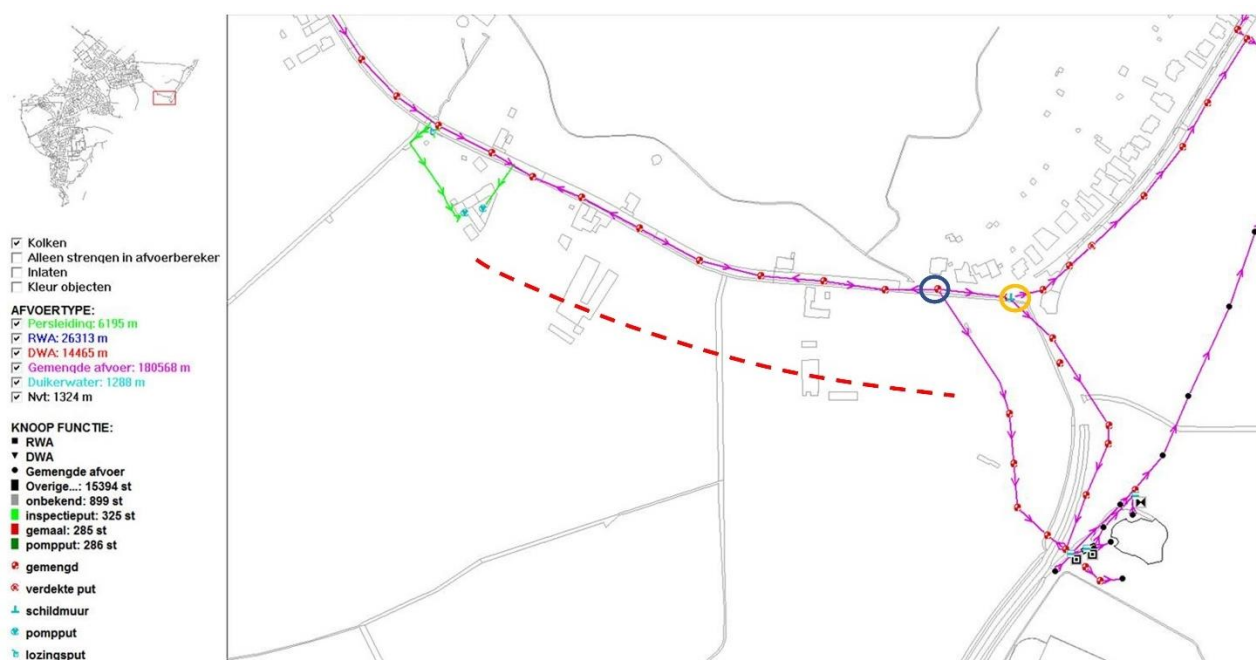 Kolken
Alleen strengen in afvoerbereker
Inlaten
Kleur objecten
AFVOERTYPE:
Persleiding: 6195 m
RWA: 26313 m
DWA: 14465 m
Gemengde afvoer: 180568 m
Duikerwater: 1288 m
Nvt: 1324 m
KNOOP FUNCTIE:
RWA
DWA
Gemengde afvoer
Overige...: 15394 st
onbekend: 899 st
inspectieput: 325 st
gemaal: 285 st
pompput: 286 st
gemengd
verdekte put
schildmuur
pompput
lozingsput